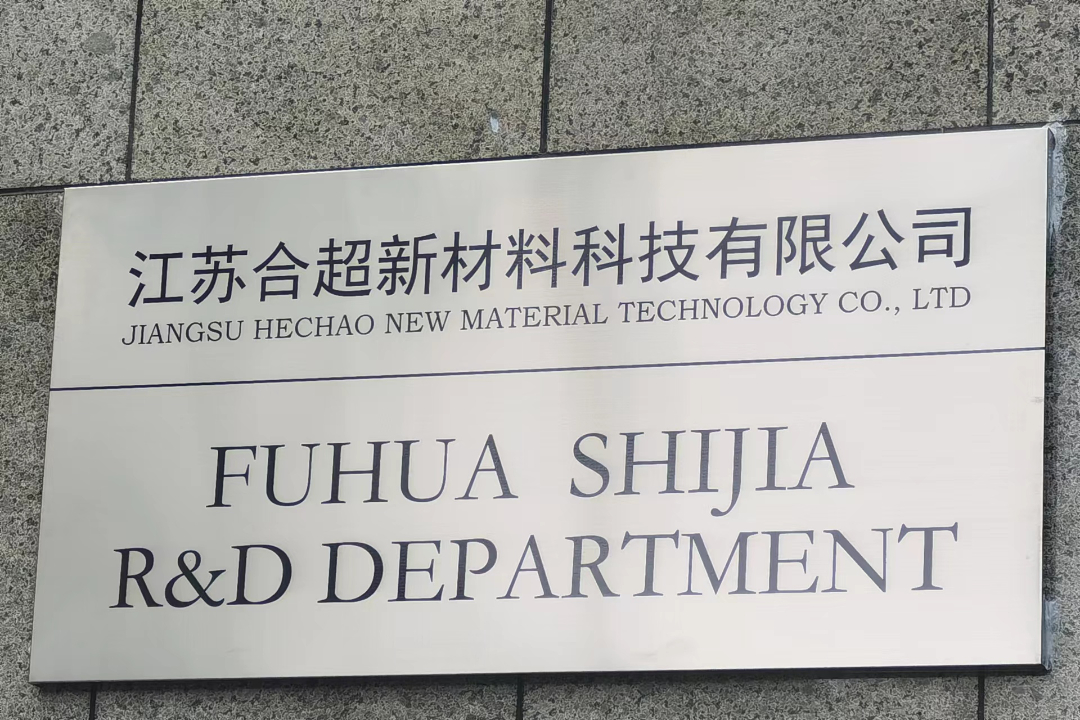 江苏合超新材料科技有限公司
JIANGSU HECHAO NEW MATERIAL TECHNOLOGY CO., LTD
FUHUA SHIJIA
R&D DEPARTMENT